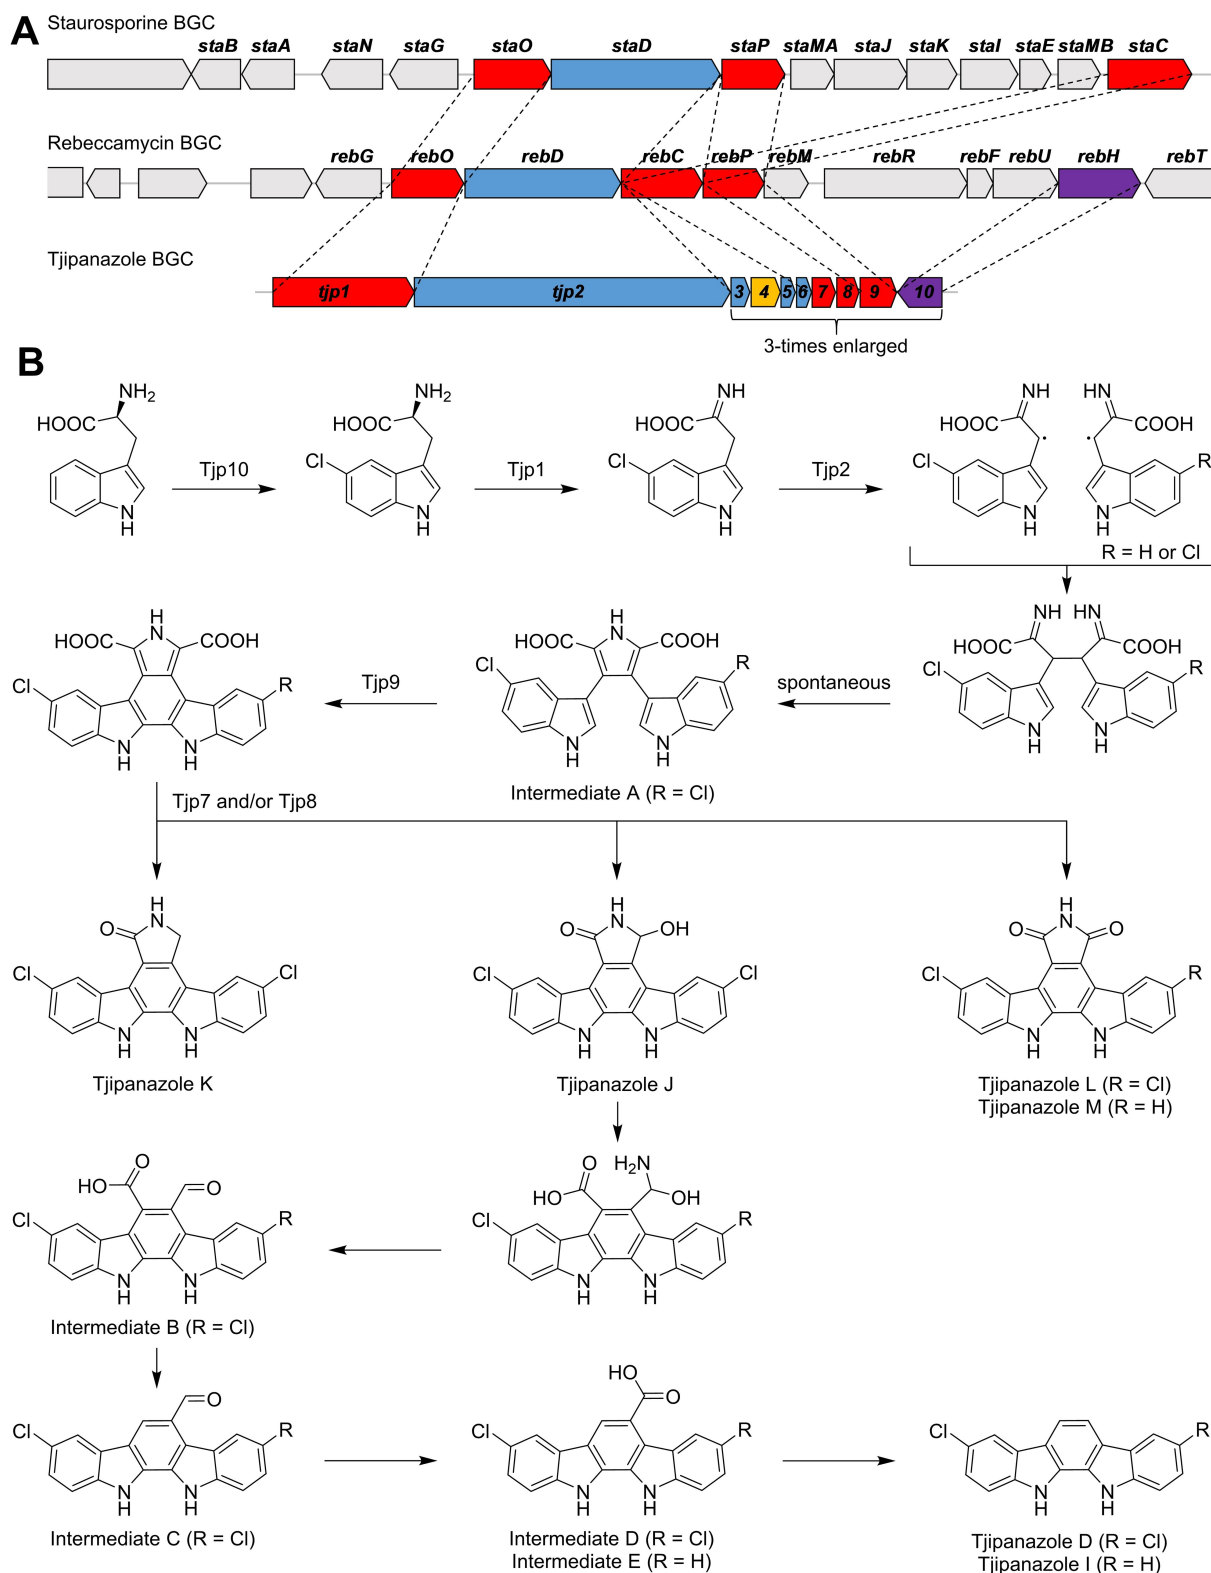 A
Staurosporine BGC
staB staA staN staG staO staD staP staMA staJ staK staI staE staMB staC
Rebeccamycin BGC
rebG rebO rebD rebC rebP rebM rebR rebF rebU rebH rebT
Tjipanazole BGC
tjp1 tjp2 3 4 5 6 7 8 9 10
3-times enlarged
B
NH2 NH2 NH NH HN
HOOC HOOC HOOC HOOC COOH
Cl Cl Cl R
Tjp10 Tjp1 Tjp2
N H N H N H N H N H
R = H or Cl
NH HN
HOOC COOH
Cl R
N H N H
spontaneous
H N
HOOC COOH
Cl R
N H N H
Intermediate A (R = Cl)
Tjp9
H N
HOOC COOH
Cl R
N H N H
Tjp7 and/or Tjp8
H N H N H N
O O OH O O
Cl Cl Cl Cl Cl R
N H N H N H N H N H N H
Tjipanazole K Tjipanazole J Tjipanazole L (R = Cl)
Tjipanazole M (R = H)
O O H2N
HO O HO OH
Cl R Cl R
N H N H N H N H
Intermediate B (R = Cl)
HO
O O
Cl R Cl R Cl R
N H N H N H N H N H N H
Intermediate C (R = Cl) Intermediate D (R = Cl) Tjipanazole D (R = Cl)
Intermediate E (R = H) Tjipanazole I (R = H)